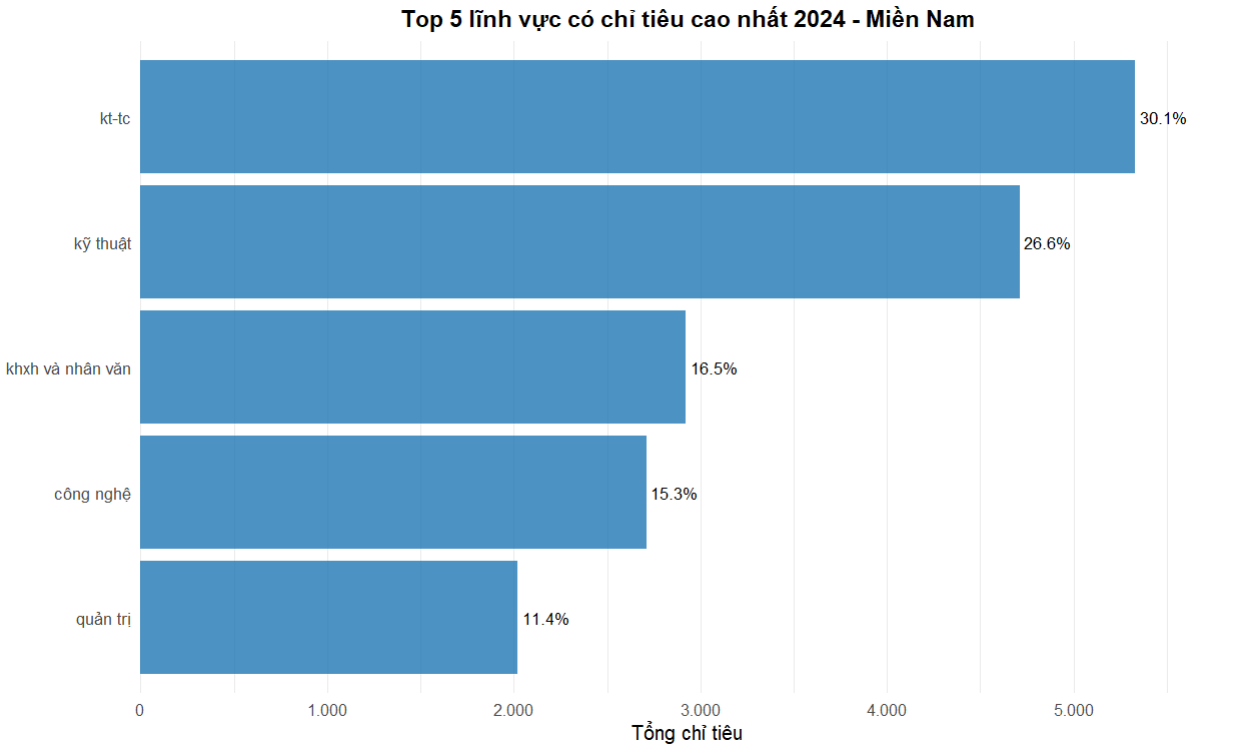 Top 5 lĩnh vực có chỉ tiêu cao nhất 2024 - Miền Nam
kt-tc
30.1%
kỹ thuật
26.6%
khxh và nhân văn
16.5%
công nghệ
15.3%
quản trị
11.4%
0 1.000 2.000 3.000 4.000 5.000
Tổng chỉ tiêu